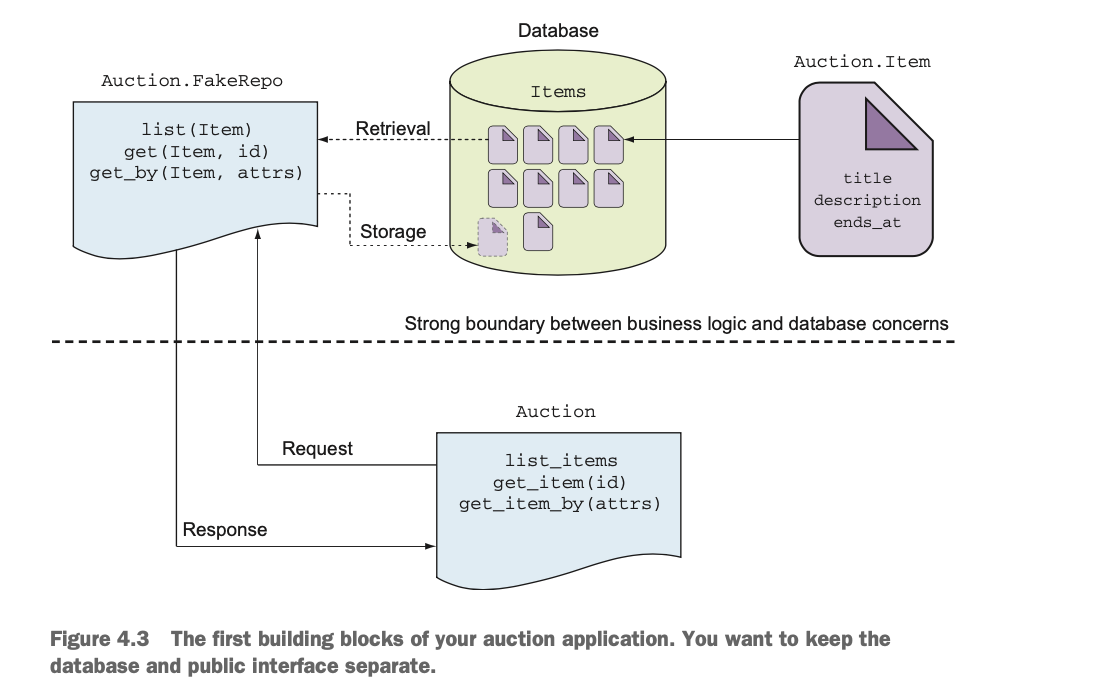 Database
Auction.FakeRepo
Auction.Item
list(Item)
get(Item, id)
get_by(Item, attrs)
Items
Retrieval
Storage
title
description
ends_at
Strong boundary between business logic and database concerns
Auction
Request
list_items
get_item(id)
get_item_by(attrs)
Response
Figure 4.3 The first building blocks of your auction application. You want to keep the
database and public interface separate.